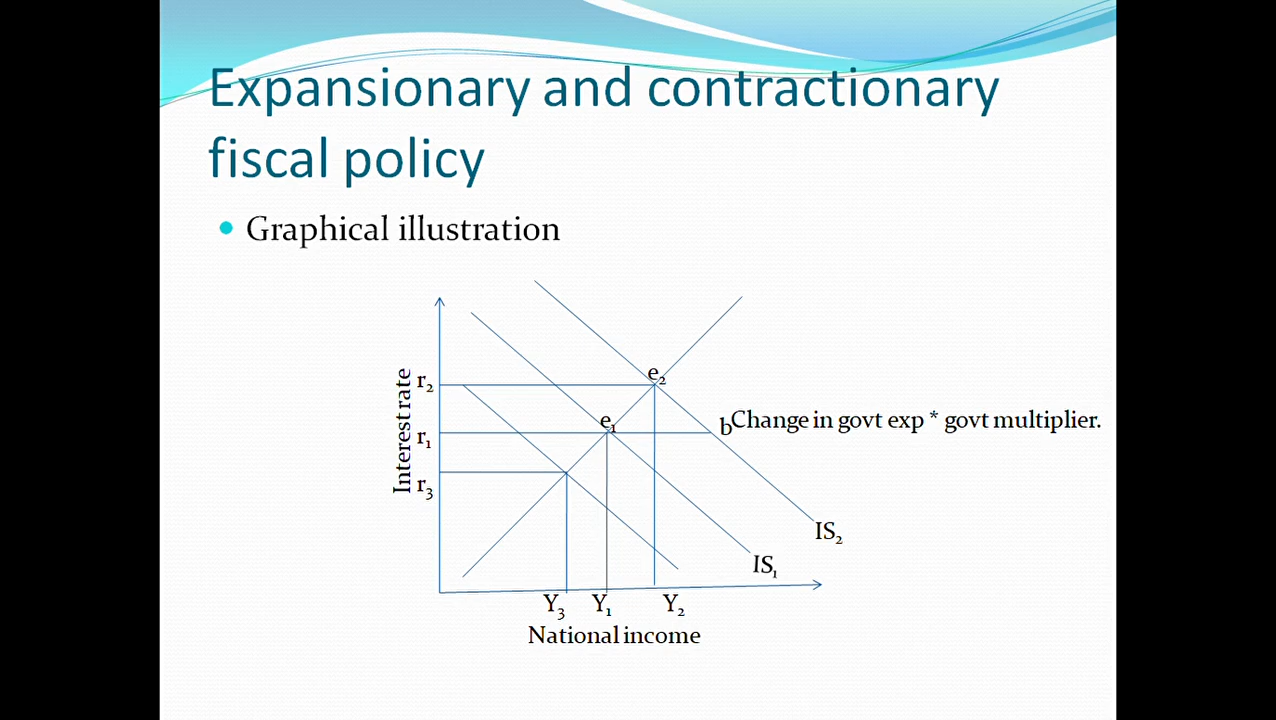 Expansionary and contractionary
fiscal policy
Graphical illustration
Interest rate
r₂
e₂
e₁
r₁
bChange in govt exp * govt multiplier.
r₃
IS₂
IS₁
Y₃ Y₁ Y₂
National income